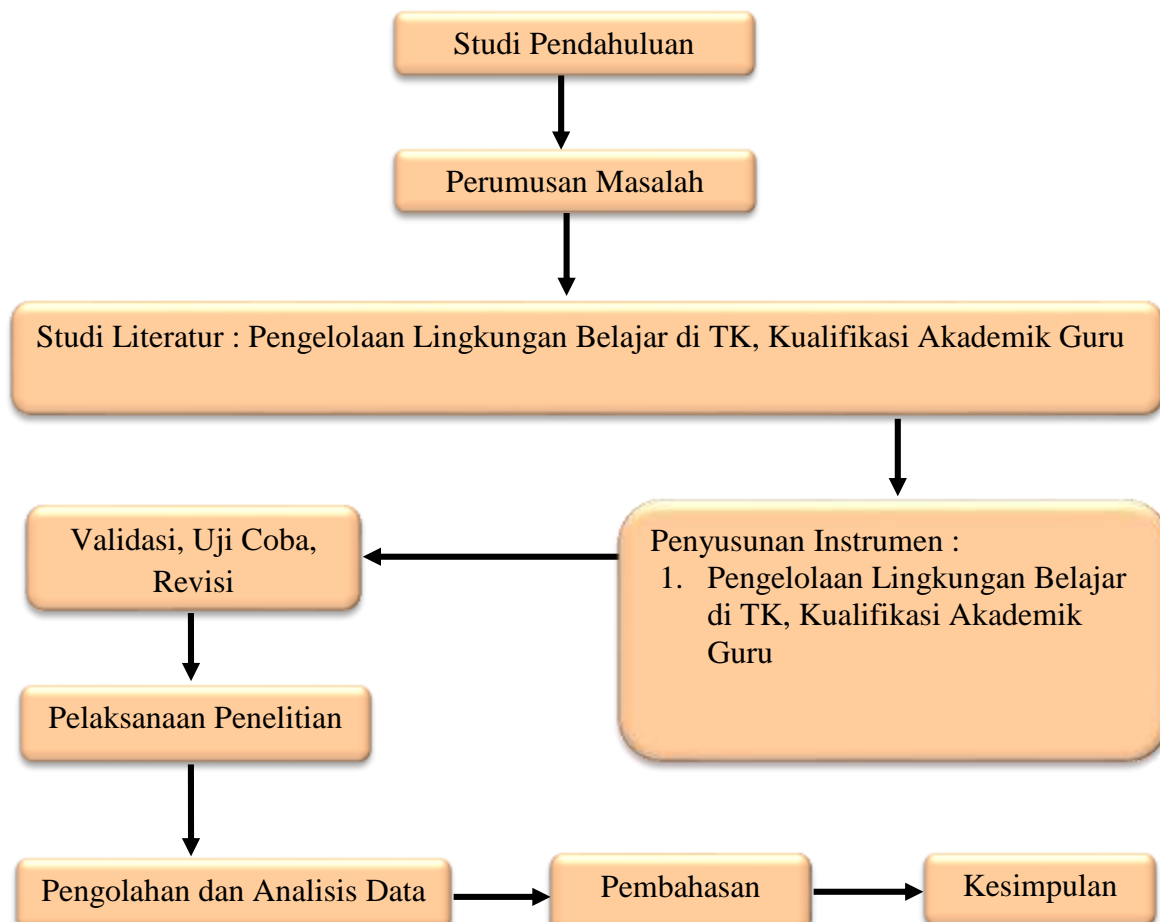 Studi Pendahuluan
Perumusan Masalah
Studi Literatur : Pengelolaan Lingkungan Belajar di TK, Kualifikasi Akademik Guru
Penyusunan Instrumen :
1. Pengelolaan Lingkungan Belajar
di TK, Kualifikasi Akademik
Guru
Validasi, Uji Coba,
Revisi
Pelaksanaan Penelitian
Pengolahan dan Analisis Data
Pembahasan
Kesimpulan